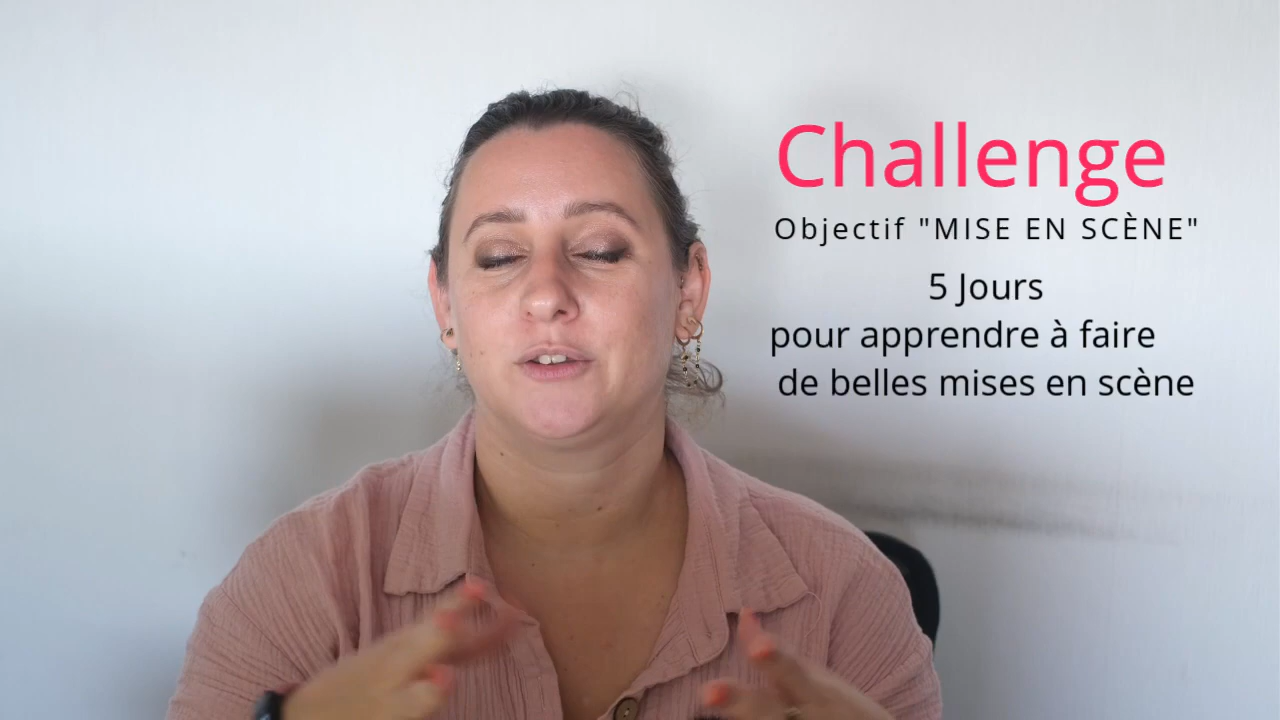 Challenge
Objectif "MISE EN SCÈNE"
5 Jours
pour apprendre à faire
de belles mises en scène